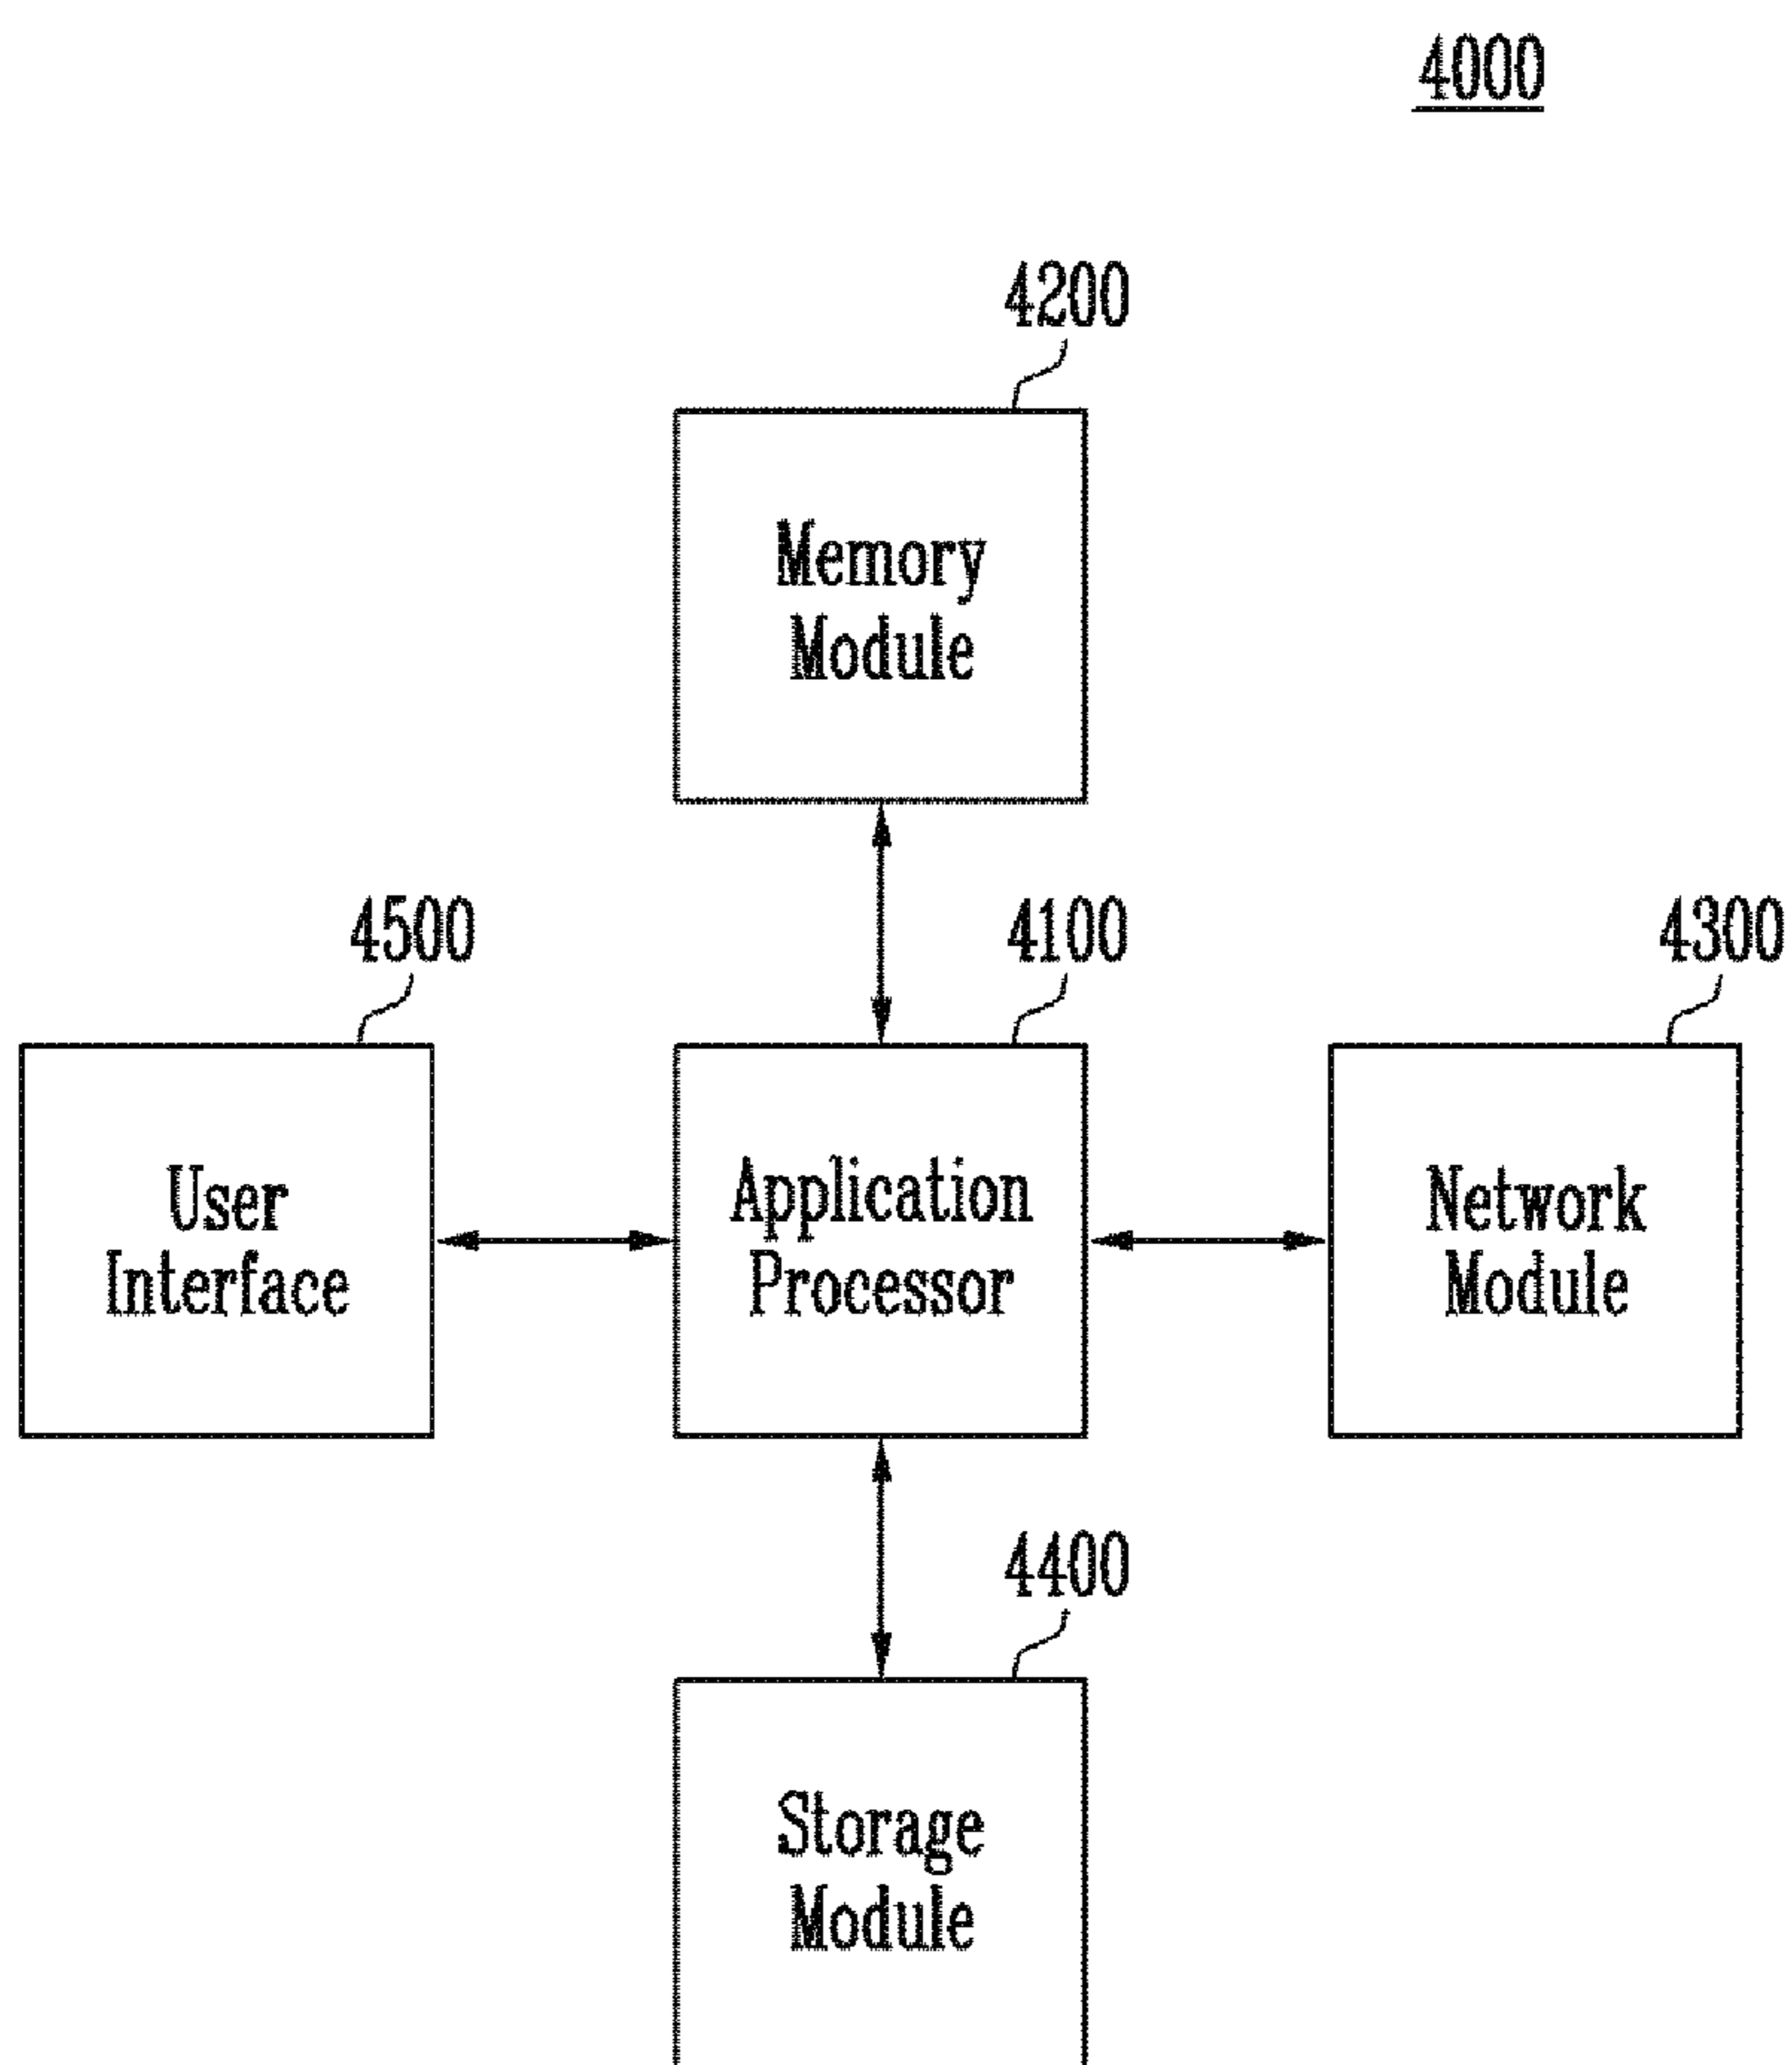 4000
4200
Memory
Module
4500
4100
4300
User
Interface
Application
Processor
Network
Module
4400
Storage
Module